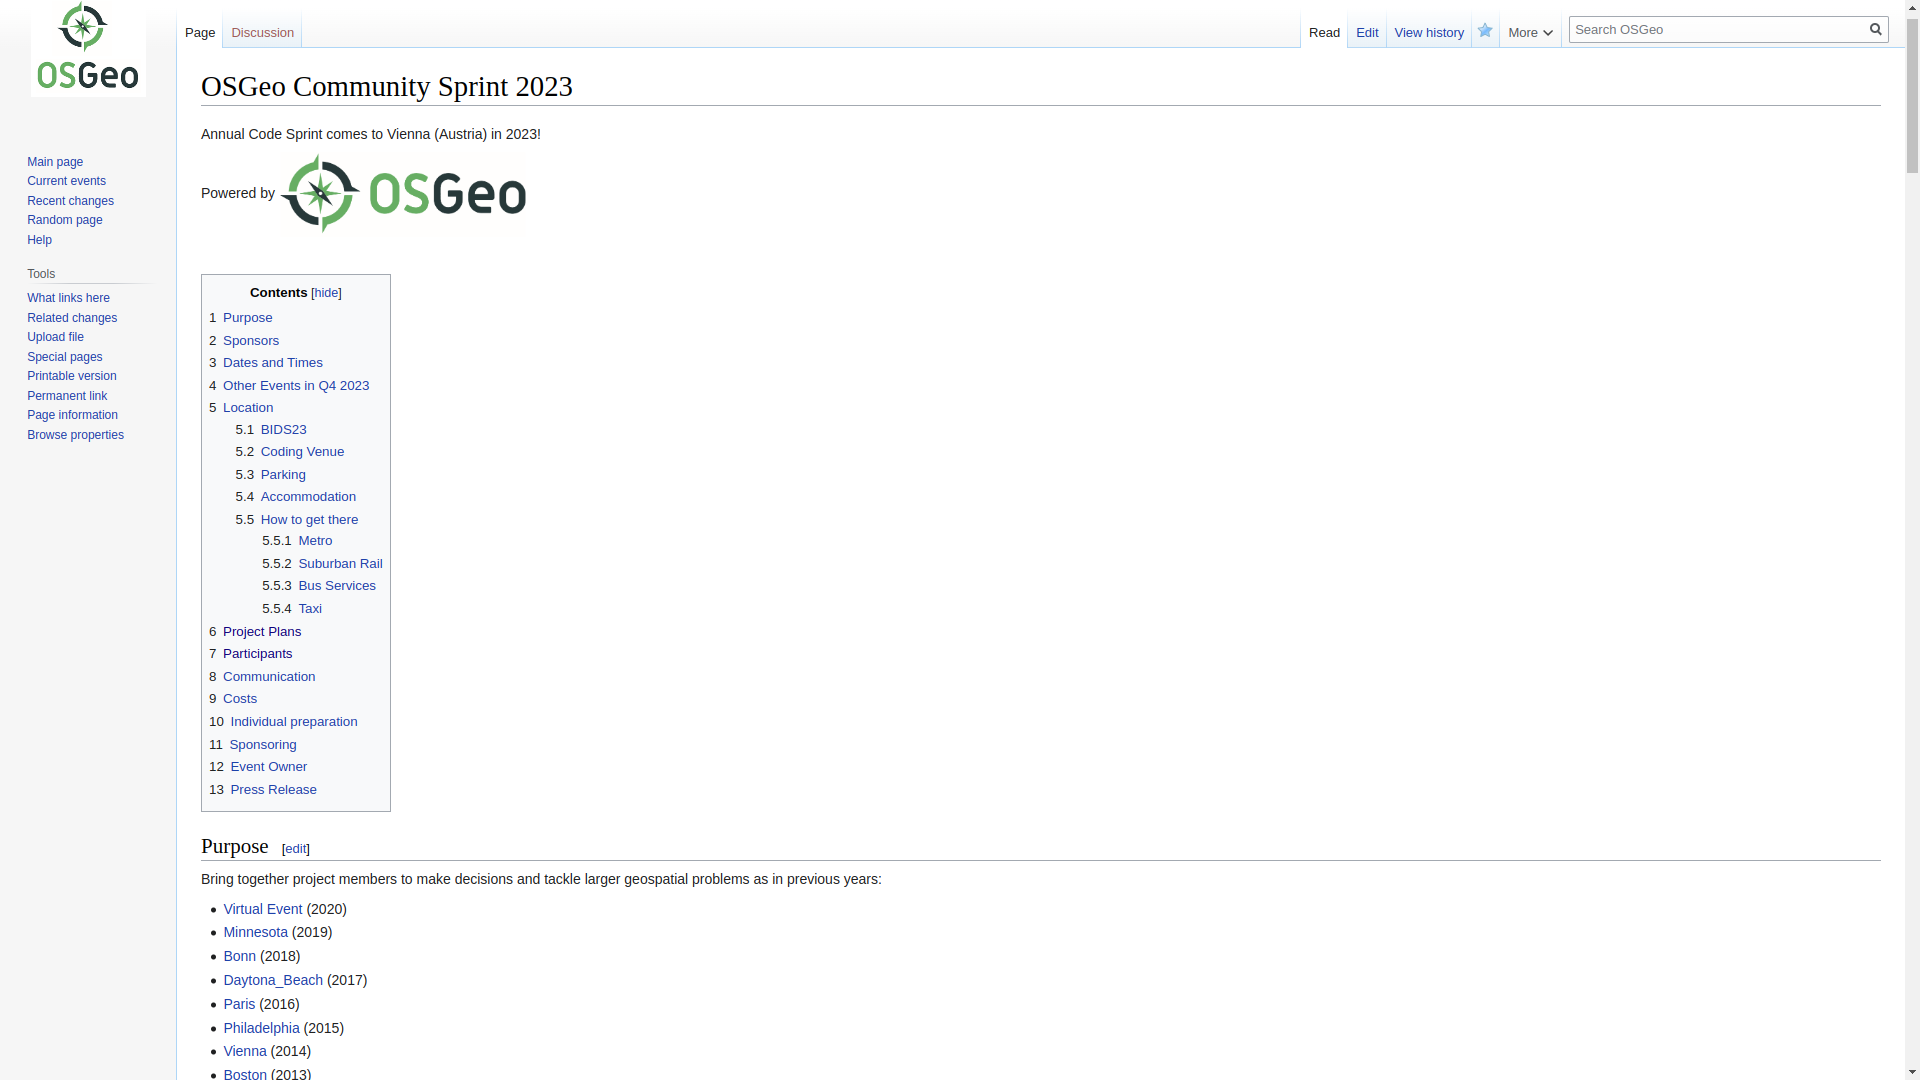 OSGeo
Page
Discussion
Read
Edit
View history
More
Search OSGeo
Main page
Current events
Recent changes
Random page
Help
Tools
What links here
Related changes
Upload file
Special pages
Printable version
Permanent link
Page information
Browse properties
OSGeo Community Sprint 2023
Annual Code Sprint comes to Vienna (Austria) in 2023!
Powered by OSGeo
Contents [hide]
1 Purpose
2 Sponsors
3 Dates and Times
4 Other Events in Q4 2023
5 Location
5.1 BIDS23
5.2 Coding Venue
5.3 Parking
5.4 Accommodation
5.5 How to get there
5.5.1 Metro
5.5.2 Suburban Rail
5.5.3 Bus Services
5.5.4 Taxi
6 Project Plans
7 Participants
8 Communication
9 Costs
10 Individual preparation
11 Sponsoring
12 Event Owner
13 Press Release
Purpose [edit]
Bring together project members to make decisions and tackle larger geospatial problems as in previous years:
Virtual Event (2020)
Minnesota (2019)
Bonn (2018)
Daytona_Beach (2017)
Paris (2016)
Philadelphia (2015)
Vienna (2014)
Boston (2013)